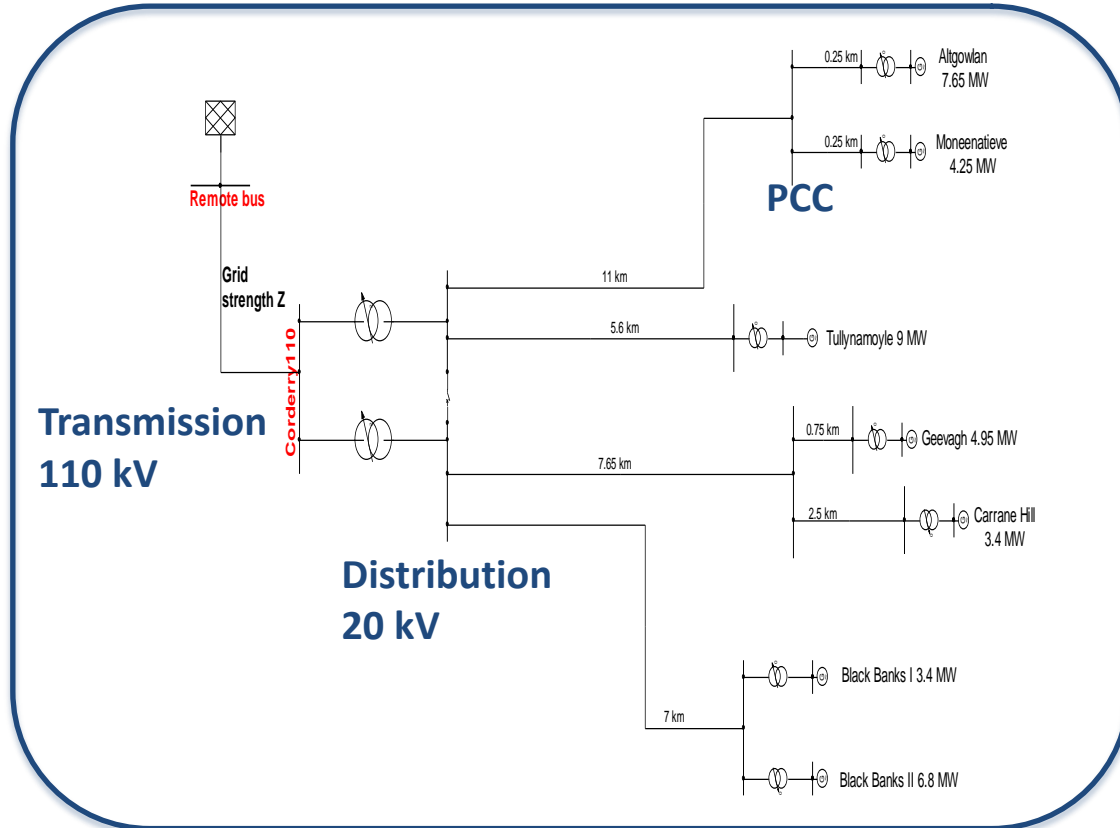 0.25 km
Altgowlan
7.65 MW
0.25 km
Moneenatieve
4.25 MW
PCC
Remote bus
Grid
strength Z
11 km
5.6 km
Tullynamoyle 9 MW
Corderry110
Transmission
110 kV
0.75 km
Geevagh 4.95 MW
7.65 km
2.5 km
Carrane Hill
3.4 MW
Distribution
20 kV
Black Banks I 3.4 MW
7 km
Black Banks II 6.8 MW